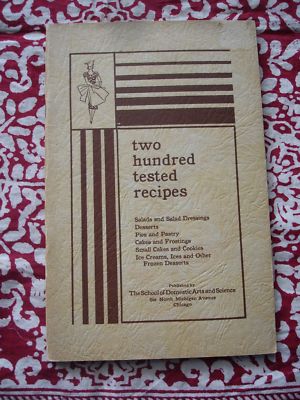 two
hundred
tested
recipes
Salads and Salad Dressings
Desserts
Pies and Pastry
Cakes and Frostings
Small Cakes and Cookies
Ice Creams, Ices and Other
Frozen Desserts
Published by
The School of Domestic Arts and Science
North Michigan Avenue
Chicago